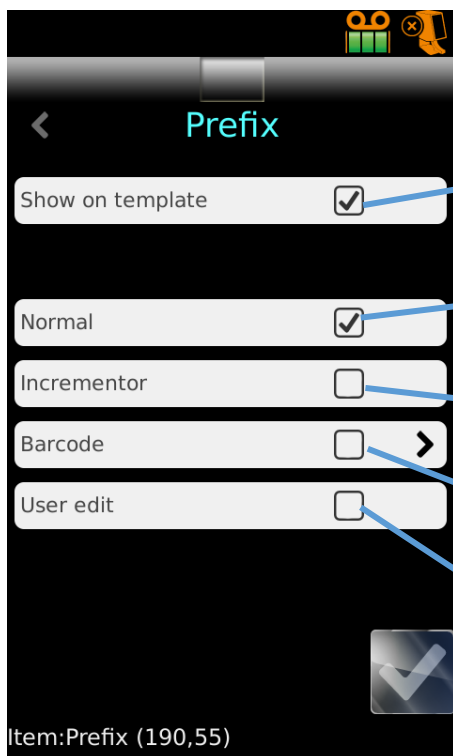 Prefix
Show on template
Normal
Incrementor
Barcode
User edit
Item:Prefix (190,55)